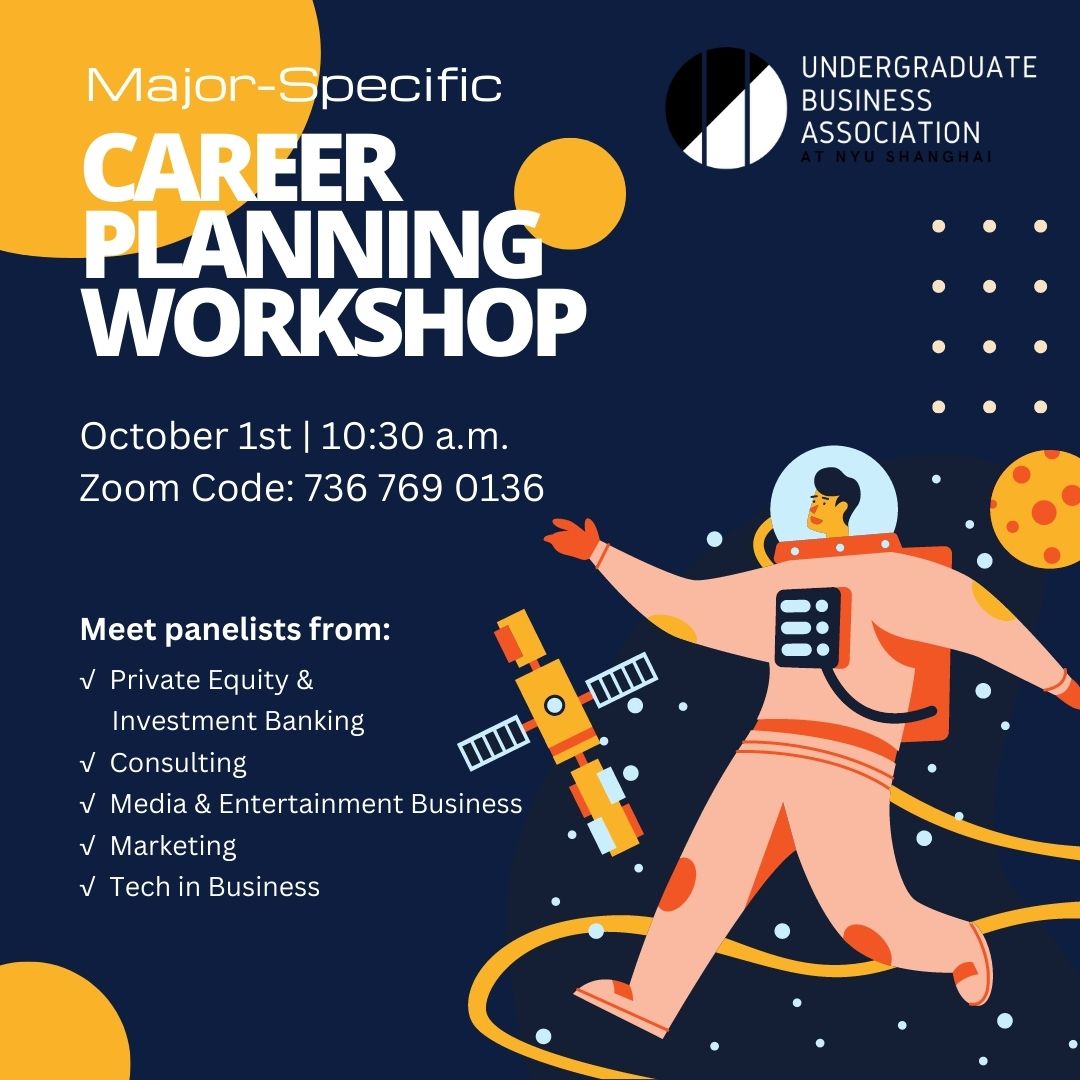 Major-Specific
CAREER
PLANNING
WORKSHOP
UNDERGRADUATE
BUSINESS
ASSOCIATION
AT NYU SHANGHAI
October 1st | 10:30 a.m.
Zoom Code: 736 769 0136
Meet panelists from:
√ Private Equity &
Investment Banking
√ Consulting
√ Media & Entertainment Business
√ Marketing
√ Tech in Business